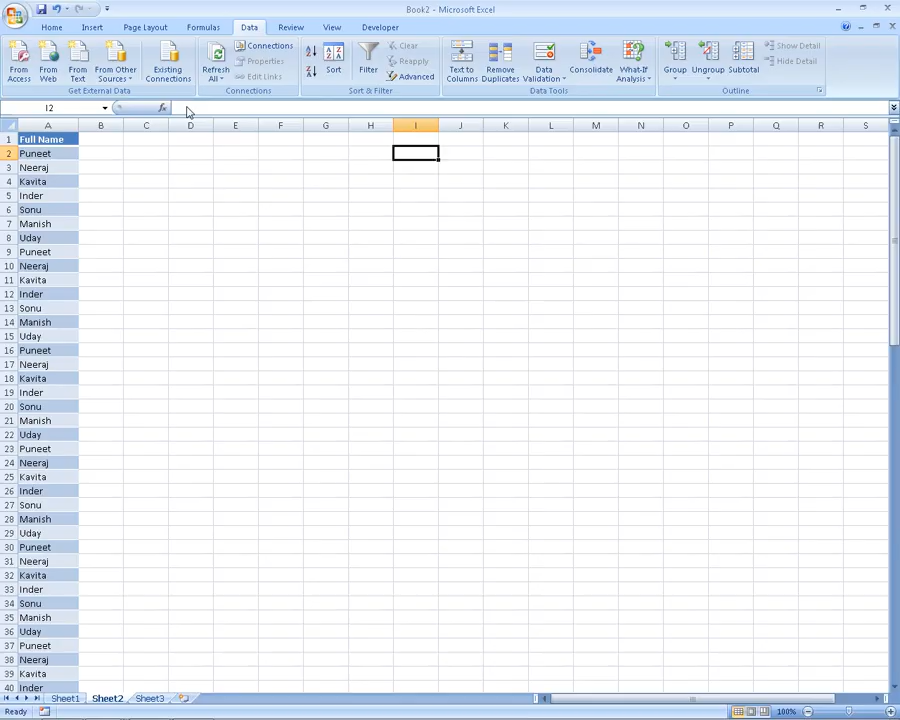 Book2 - Microsoft Excel
Home Insert Page Layout Formulas Data Review View Developer
From Access
From Web
From Text
From Other Sources
Existing Connections
Get External Data
Refresh All
Connections
Properties
Edit Links
Connections
Sort
Filter
Clear
Reapply
Advanced
Sort & Filter
Text to Columns
Remove Duplicates
Data Validation
Consolidate
What-If Analysis
Data Tools
Group
Ungroup
Subtotal
Show Detail
Hide Detail
Outline
I2 fx
A B C D E F G H I J K L M N O P Q R S
1 Full Name
2 Puneet
3 Neeraj
4 Kavita
5 Inder
6 Sonu
7 Manish
8 Uday
9 Puneet
10 Neeraj
11 Kavita
12 Inder
13 Sonu
14 Manish
15 Uday
16 Puneet
17 Neeraj
18 Kavita
19 Inder
20 Sonu
21 Manish
22 Uday
23 Puneet
24 Neeraj
25 Kavita
26 Inder
27 Sonu
28 Manish
29 Uday
30 Puneet
31 Neeraj
32 Kavita
33 Inder
34 Sonu
35 Manish
36 Uday
37 Puneet
38 Neeraj
39 Kavita
40 Inder
Sheet1 Sheet2 Sheet3
Ready 100%